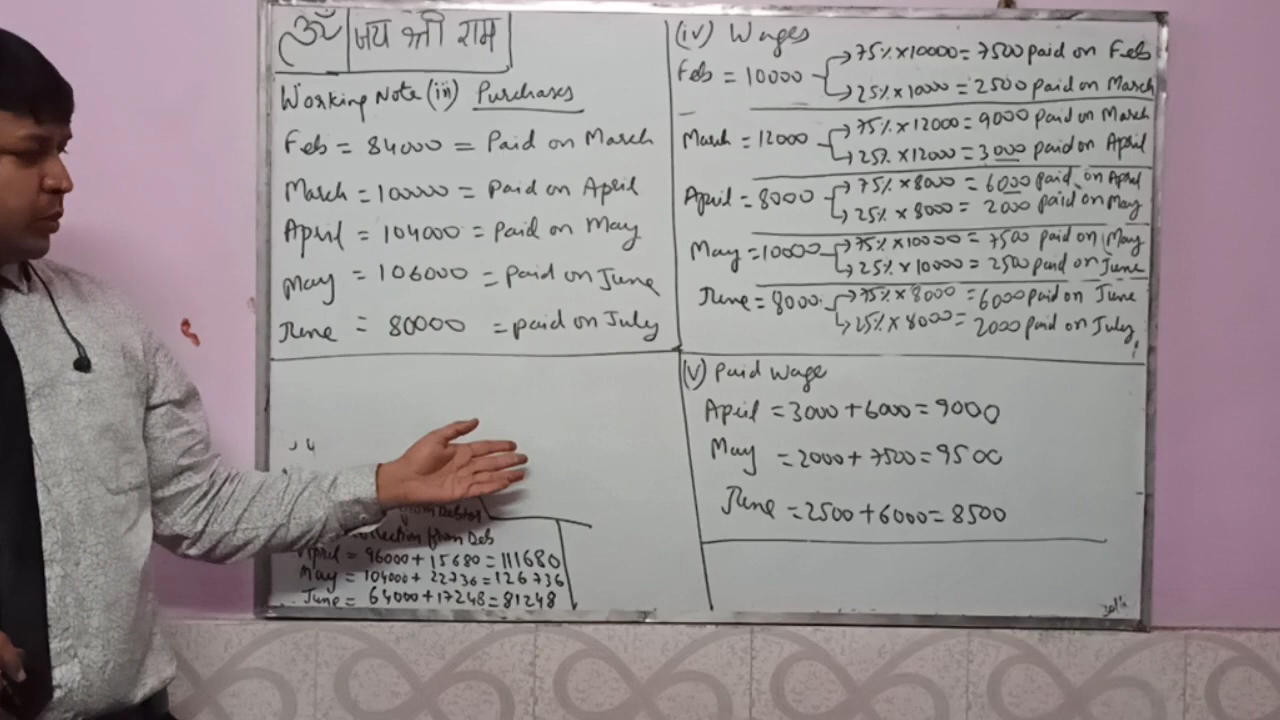 ॐ जय श्री राम
Working Note (iii) Purchases
Feb = 84000 = Paid on March
March = 100000 = Paid on April
April = 104000 = Paid on May
May = 106000 = Paid on June
June = 80000 = paid on July
from Debtor
from Deb
April = 96000 + 15680 = 111680
May = 104000 + 22736 = 126736
June = 64000 + 17248 = 81248
(iv) Wages
Feb = 10000
75% × 10000 = 7500 paid on Feb
25% × 1000 = 2500 paid on March
March = 12000
75% × 12000 = 9000 paid on March
25% × 12000 = 3000 paid on April
April = 8000
75% × 8000 = 6000 paid on April
25% × 8000 = 2000 paid on May
May = 10000
75% × 10000 = 7500 paid on May
25% × 10000 = 2500 paid on June
June = 8000
75% × 8000 = 6000 paid on June
25% × 8000 = 2000 paid on July
(v) Paid wage
April = 3000 + 6000 = 9000
May = 2000 + 7500 = 9500
June = 2500 + 6000 = 8500